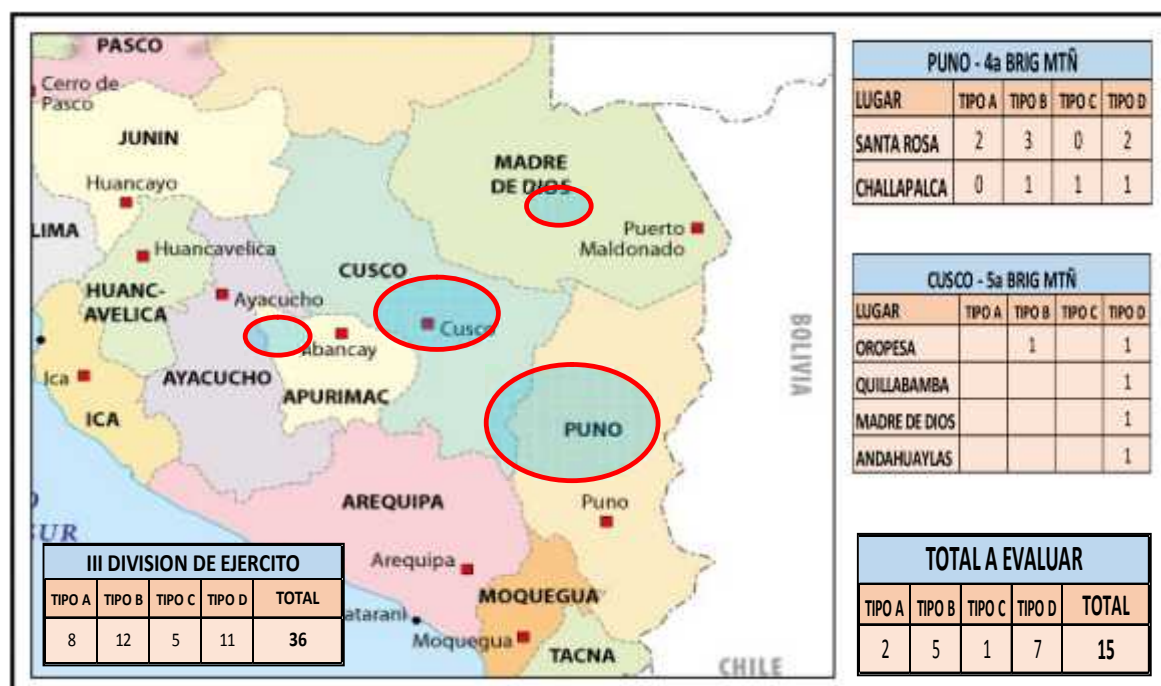 PASCO
Cerro de
Pasco
JUNIN
Huancayo
LIMA
Huancavelica
HUANC-
AVELICA
Ayacucho
AYACUCHO
Ica
ICA
CUSCO
Cusco
Abancay
APURIMAC
MADRE
DE DIOS
Puerto
Maldonado
BOLIVIA
PUNO
Puno
AREQUIPA
Arequipa
atarani
MOQUEGUA
Moquegua
TACNA
CHILE
O
UR
III DIVISION DE EJERCITO
TIPO A TIPO B TIPO C TIPO D TOTAL
8 12 5 11 36
PUNO - 4a BRIG MTÑ
LUGAR TIPO A TIPO B TIPO C TIPO D
SANTA ROSA 2 3 0 2
CHALLAPALCA 0 1 1 1
CUSCO - 5a BRIG MTÑ
LUGAR TIPO A TIPO B TIPO C TIPO D
OROPESA 1 1
QUILLABAMBA 1
MADRE DE DIOS 1
ANDAHUAYLAS 1
TOTAL A EVALUAR
TIPO A TIPO B TIPO C TIPO D TOTAL
2 5 1 7 15